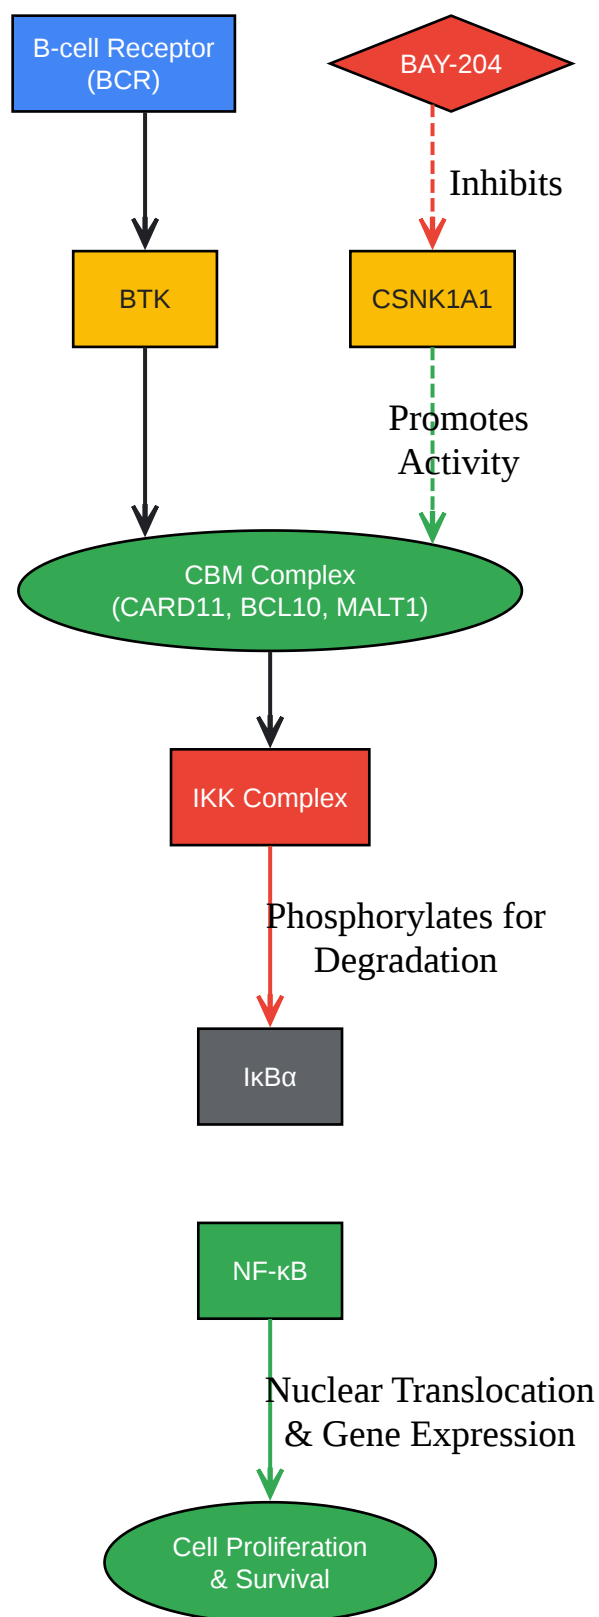 B-cell Receptor
(BCR)
BAY-204
Inhibits
BTK
CSNK1A1
Promotes
Activity
CBM Complex
(CARD11, BCL10, MALT1)
IKK Complex
Phosphorylates for
Degradation
IκBα
NF-κB
Nuclear Translocation
& Gene Expression
Cell Proliferation
& Survival